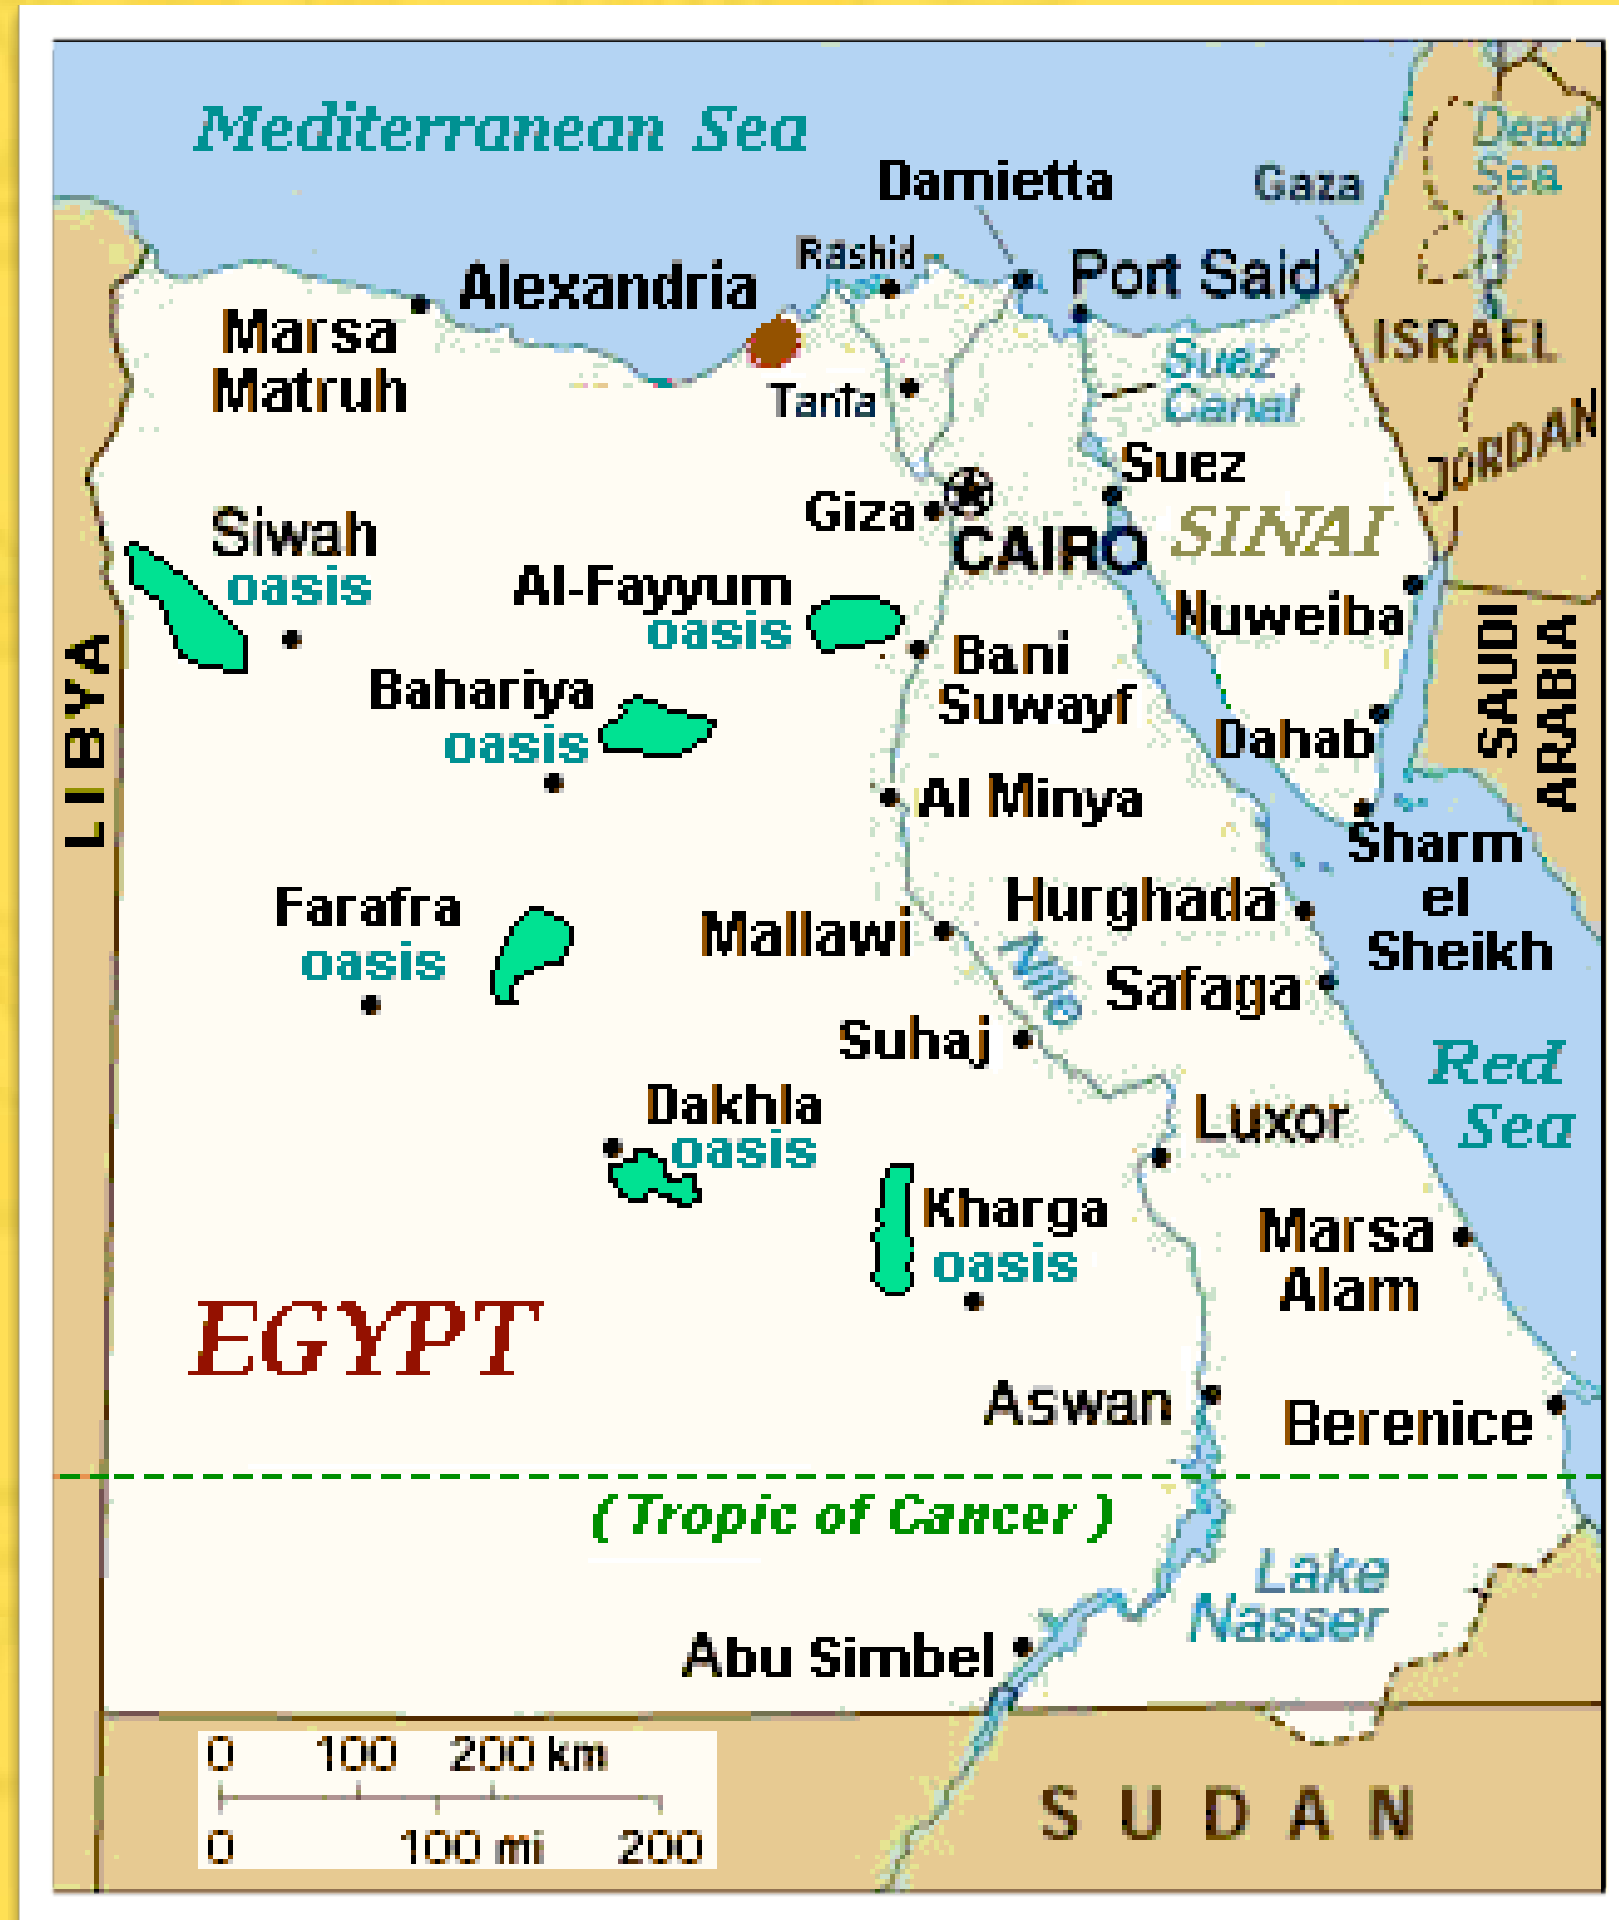 Mediterranean Sea
Dead
Sea
Damietta
Gaza
Rashid
Port Said
Alexandria
Marsa
Matruh
ISRAEL
Suez
Canal
Tanta
JORDAN
Suez
Giza
SINAI
CAIRO
Siwah
oasis
Al-Fayyum
oasis
Nuweiba
LIBYA
SAUDI
ARABIA
Bani
Suwayf
Bahariya
oasis
Dahab
Al Minya
Sharm
el
Sheikh
Farafra
oasis
Hurghada
Mallawi
Nile
Safaga
Suhaj
Red
Sea
Dakhla
oasis
Luxor
Kharga
oasis
Marsa
Alam
EGYPT
Aswan
Berenice
( Tropic of Cancer )
Lake
Nasser
Abu Simbel
0 100 200 km
0 100 mi 200
SUDAN